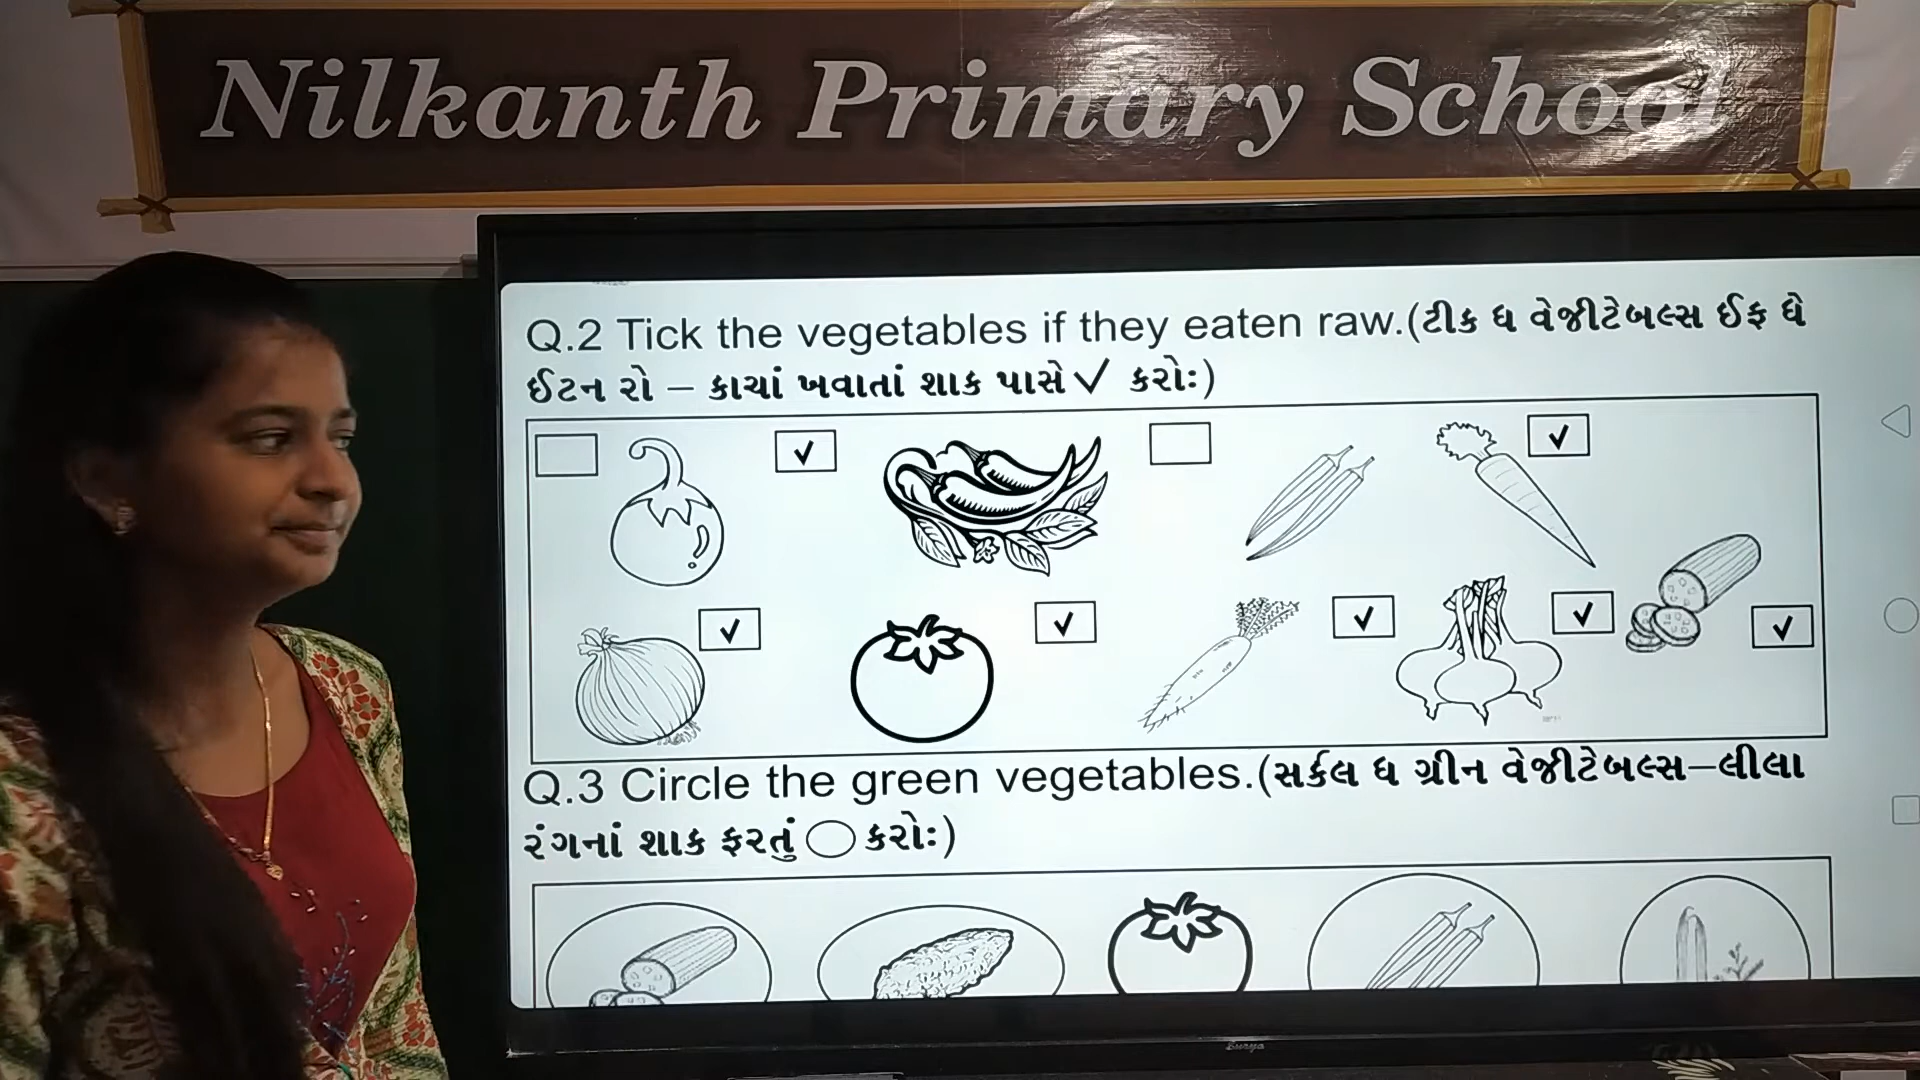 Nilkanth Primary School
Q.2 Tick the vegetables if they eaten raw.(ટીક ધ વેજીટેબલ્સ ઈફ ધે
ઈટન રો – કાચાં ખવાતાં શાક પાસે ✓ કરોઃ)
Q.3 Circle the green vegetables.(સર્કલ ધ ગ્રીન વેજીટેબલ્સ–લીલા
રંગનાં શાક ફરતું ◯ કરોઃ)